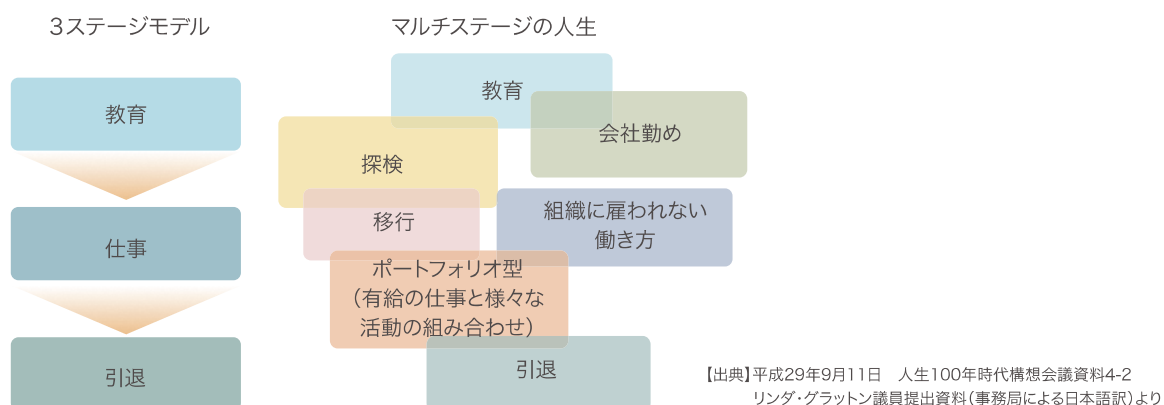 3ステージモデル
教育
仕事
引退
マルチステージの人生
教育
会社勤め
探検
移行
組織に雇われない
働き方
ポートフォリオ型
（有給の仕事と様々な
活動の組み合わせ）
引退
【出典】平成29年9月11日　人生100年時代構想会議資料4-2
リンダ・グラットン議員提出資料（事務局による日本語訳）より